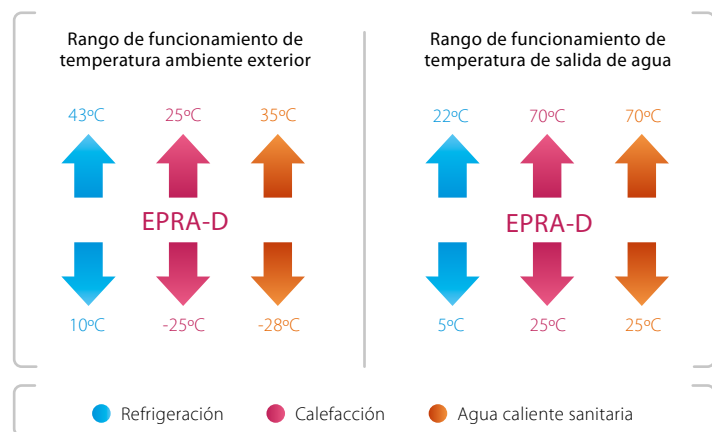 Rango de funcionamiento de
temperatura ambiente exterior
43ºC 25ºC 35ºC
EPRA-D
10ºC -25ºC -28ºC
Rango de funcionamiento de
temperatura de salida de agua
22ºC 70ºC 70ºC
EPRA-D
5ºC 25ºC 25ºC
Refrigeración Calefacción Agua caliente sanitaria